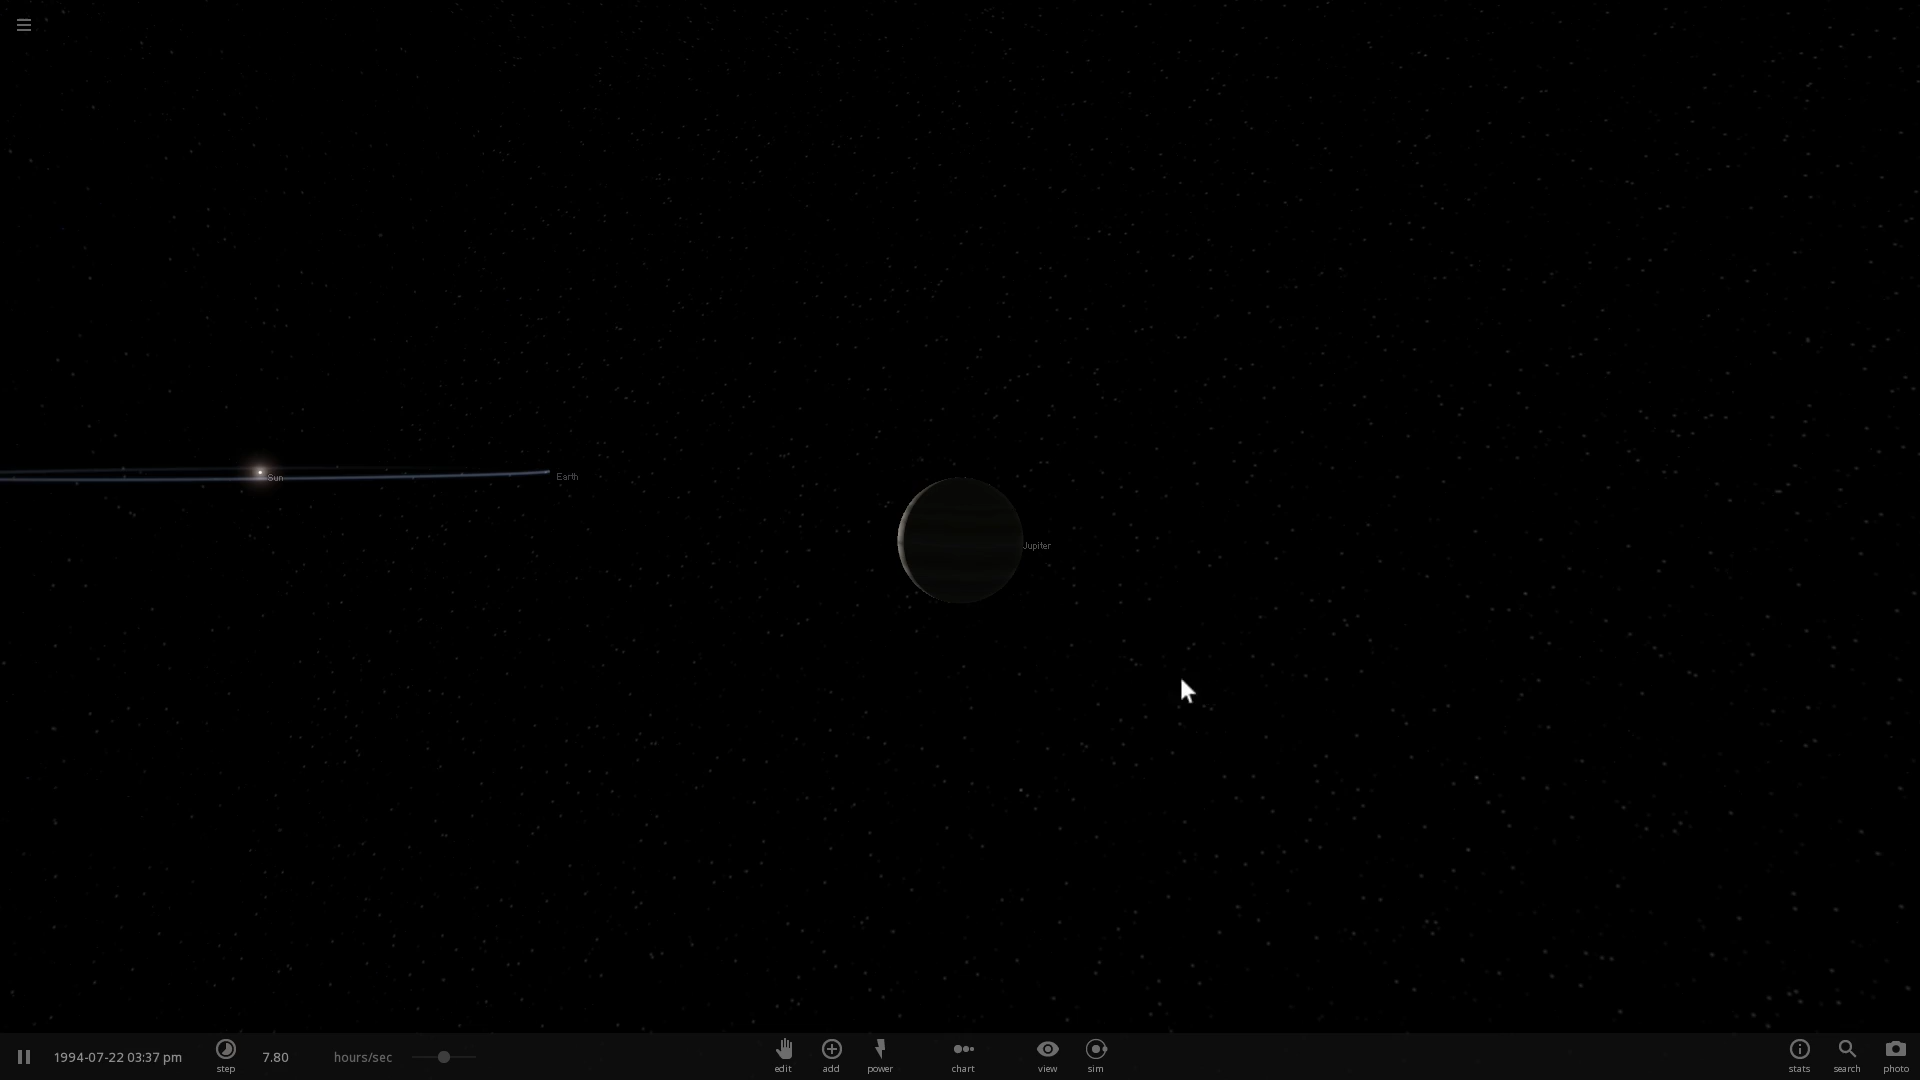 Sun
Earth
Jupiter
1994-07-22 03:37 pm
step
7.80
hours/sec
edit
add
power
chart
view
sim
stats
search
photo